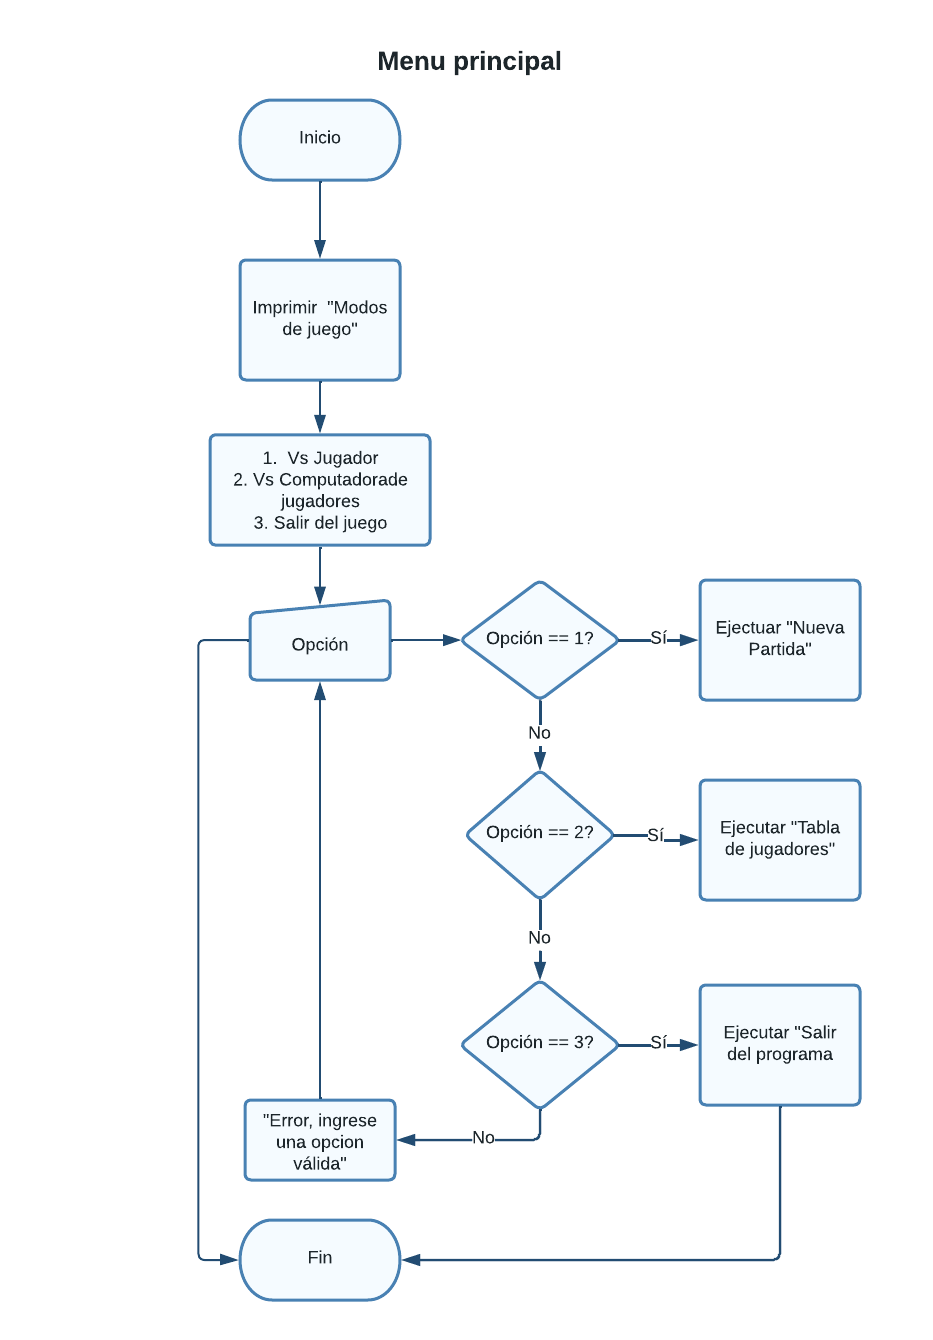 Menu principal
Inicio
Imprimir  "Modos
de juego"
1.  Vs Jugador
2. Vs Computadorade
jugadores
3. Salir del juego
Opción
Opción == 1?
Sí
Ejectuar "Nueva
Partida"
No
Opción == 2?
Sí
Ejecutar "Tabla
de jugadores"
No
Opción == 3?
Sí
Ejecutar "Salir
del programa
No
"Error, ingrese
una opcion
válida"
Fin